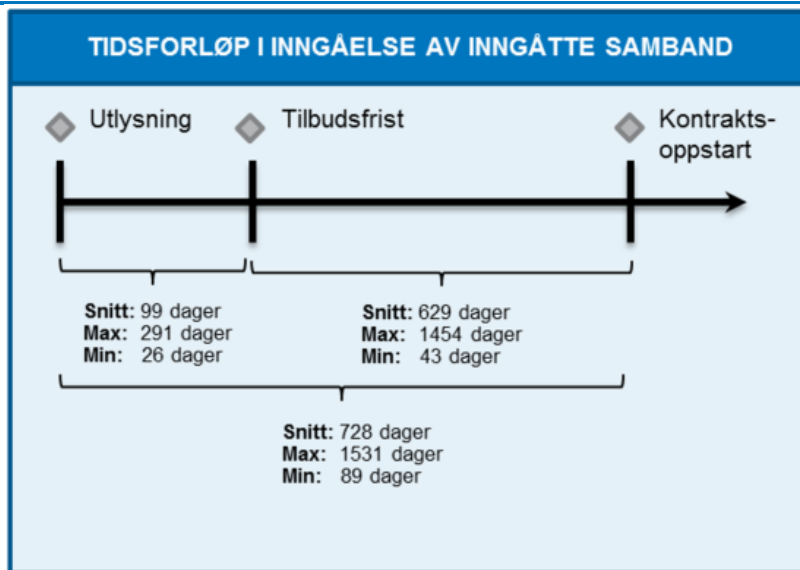 TIDSFORLØP I INNGÅELSE AV INNGÅTTE SAMBAND
Utlysning
Tilbudsfrist
Kontrakts-
oppstart
Snitt: 99 dager
Max: 291 dager
Min: 26 dager
Snitt: 629 dager
Max: 1454 dager
Min: 43 dager
Snitt: 728 dager
Max: 1531 dager
Min: 89 dager